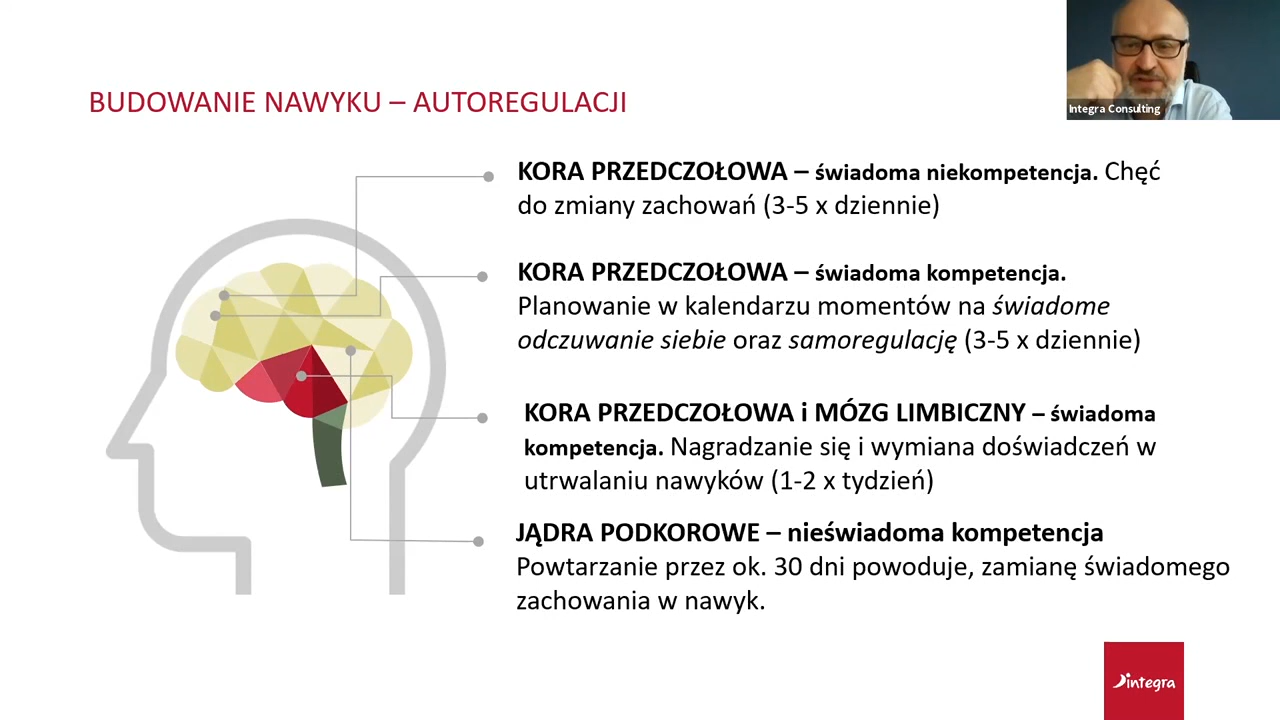 BUDOWANIE NAWYKU – AUTOREGULACJI
Integra Consulting
KORA PRZEDCZOŁOWA – świadoma niekompetencja. Chęć
do zmiany zachowań (3-5 x dziennie)
KORA PRZEDCZOŁOWA – świadoma kompetencja.
Planowanie w kalendarzu momentów na świadome
odczuwanie siebie oraz samoregulację (3-5 x dziennie)
KORA PRZEDCZOŁOWA i MÓZG LIMBICZNY – świadoma
kompetencja. Nagradzanie się i wymiana doświadczeń w
utrwalaniu nawyków (1-2 x tydzień)
JĄDRA PODKOROWE – nieświadoma kompetencja
Powtarzanie przez ok. 30 dni powoduje, zamianę świadomego
zachowania w nawyk.
integra